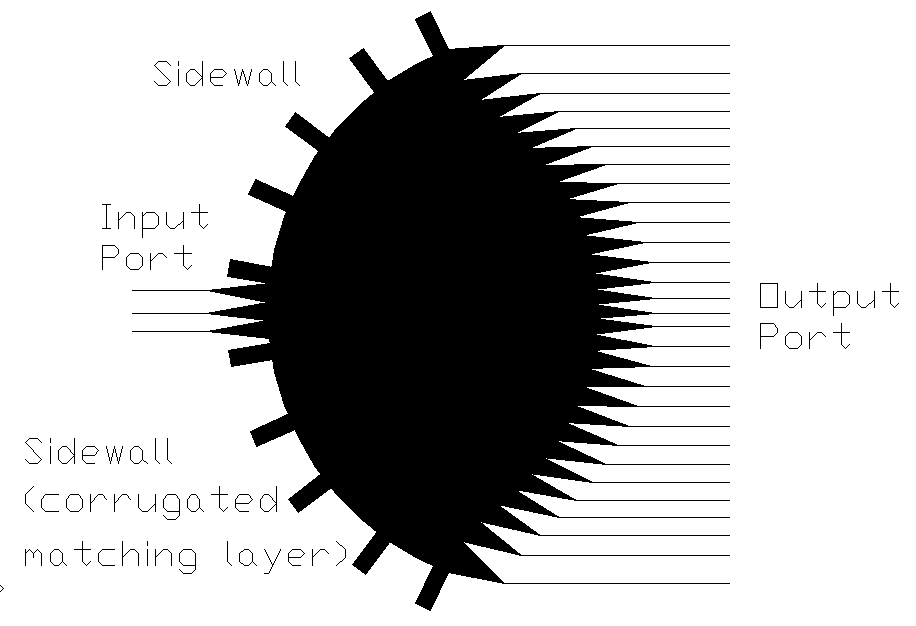 Sidewall
Input
Port
Output
Port
Sidewall
(corrugated
matching layer)